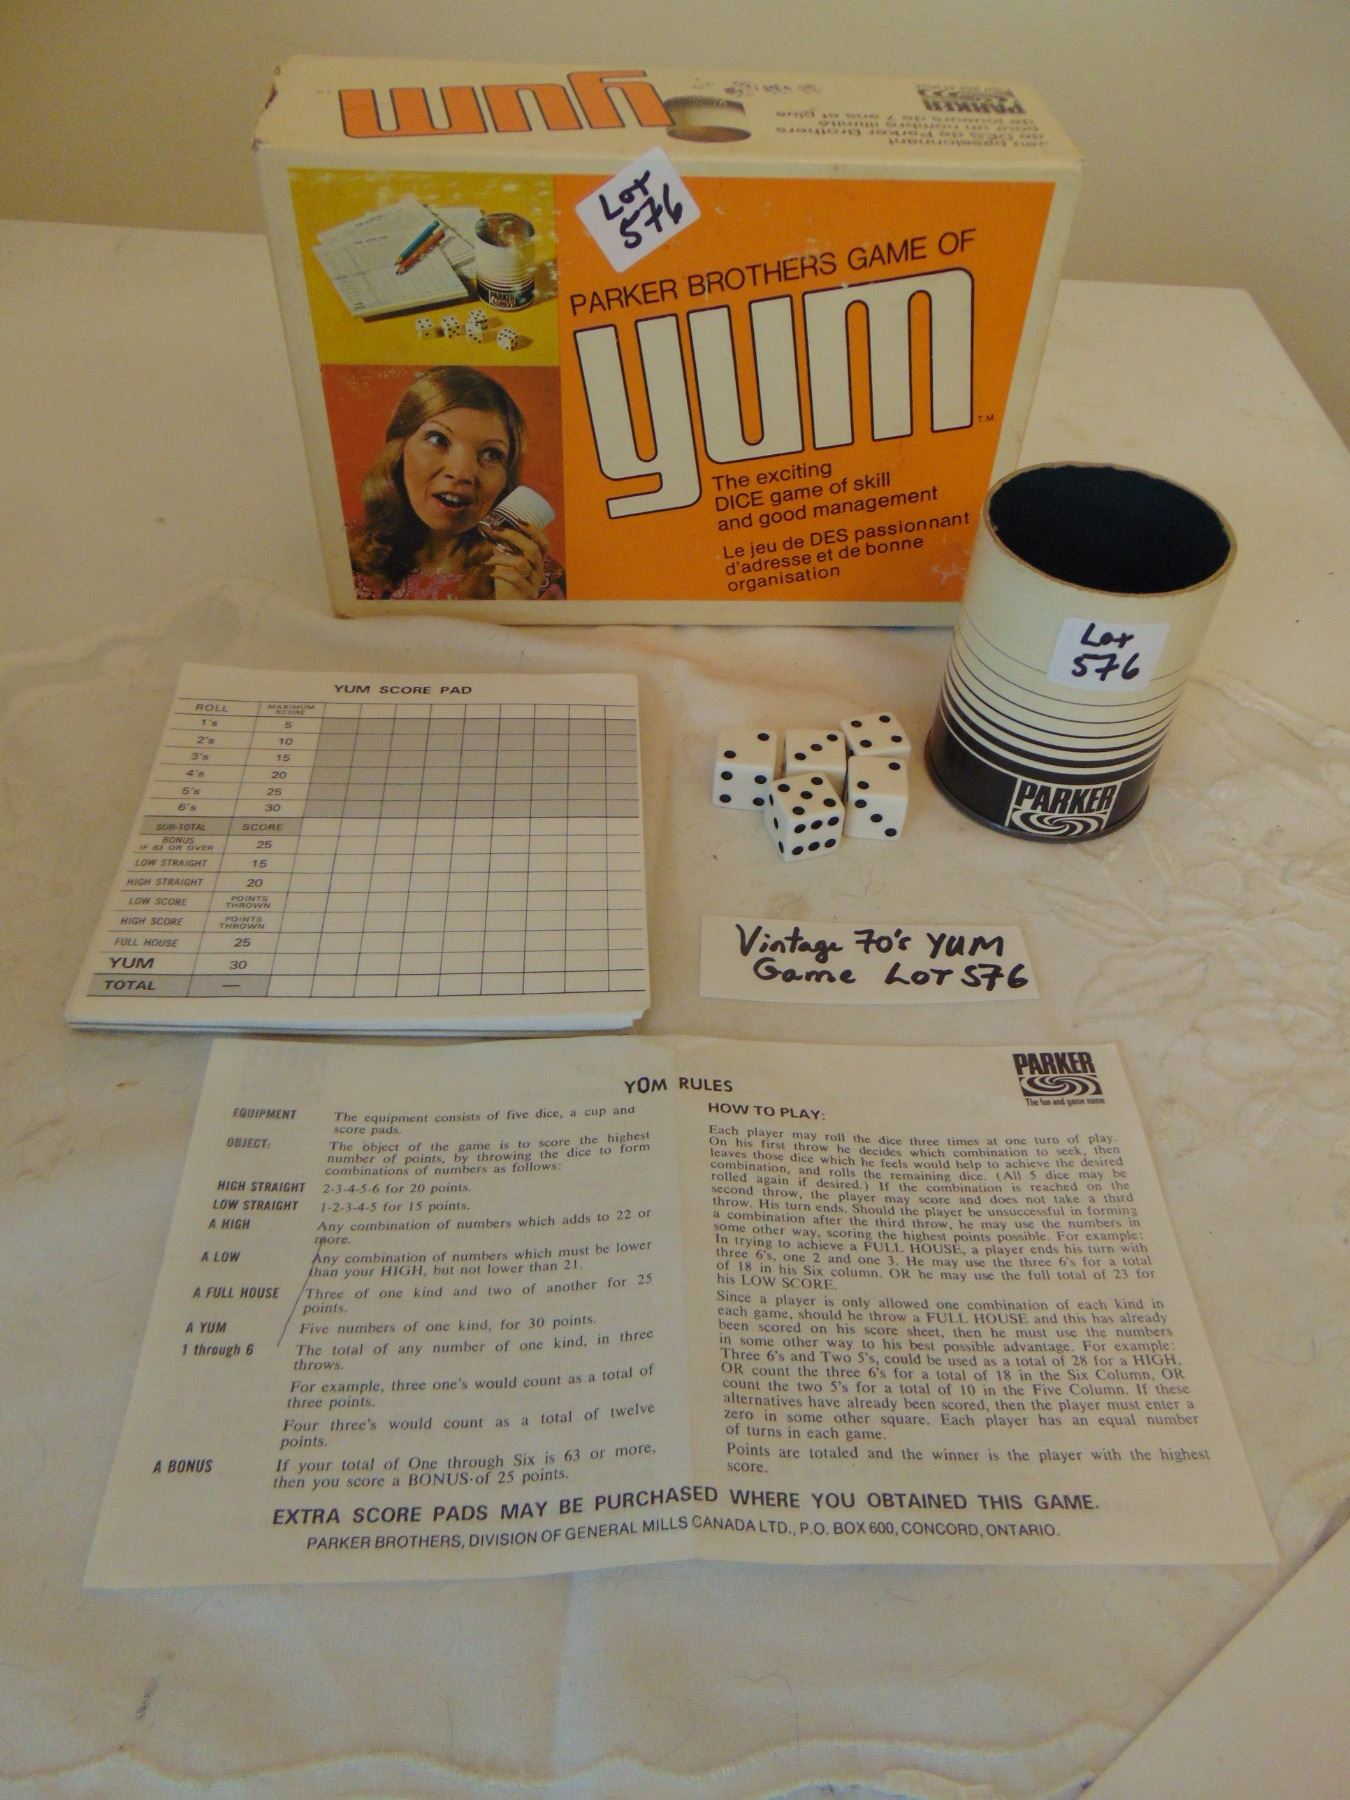 yum
PARKER
Jeu passionnant
de DÉS de Parker Brothers
pour un nombre illimité
de joueurs de 7 ans et plus
Lot
576
PARKER BROTHERS GAME OF
yum
T.M.
The exciting
DICE game of skill
and good management
Le jeu de DES passionnant
d'adresse et de bonne
organisation
PARKER
Lot
576
PARKER
YUM SCORE PAD
ROLL MAXIMUM SCORE
1's 5
2's 10
3's 15
4's 20
5's 25
6's 30
SUB-TOTAL SCORE
BONUS IF 63 OR OVER 25
LOW STRAIGHT 15
HIGH STRAIGHT 20
LOW SCORE POINTS THROWN
HIGH SCORE POINTS THROWN
FULL HOUSE 25
YUM 30
TOTAL —
Vintage 70's YUM
Game LOT 576
YOM RULES
PARKER
The fun and game name
EQUIPMENT The equipment consists of five dice, a cup and
score pads.
OBJECT: The object of the game is to score the highest
number of points, by throwing the dice to form
combinations of numbers as follows:
HIGH STRAIGHT 2-3-4-5-6 for 20 points.
LOW STRAIGHT 1-2-3-4-5 for 15 points.
A HIGH Any combination of numbers which adds to 22 or
more.
A LOW Any combination of numbers which must be lower
than your HIGH, but not lower than 21.
A FULL HOUSE Three of one kind and two of another for 25
points.
A YUM Five numbers of one kind, for 30 points.
1 through 6 The total of any number of one kind, in three
throws.
For example, three one's would count as a total of
three points.
Four three's would count as a total of twelve
points.
A BONUS If your total of One through Six is 63 or more,
then you score a BONUS of 25 points.
HOW TO PLAY:
Each player may roll the dice three times at one turn of play.
On his first throw he decides which combination to seek, then
leaves those dice which he feels would help to achieve the desired
combination, and rolls the remaining dice. (All 5 dice may be
rolled again if desired.) If the combination is reached on the
second throw, the player may score and does not take a third
throw. His turn ends. Should the player be unsuccessful in forming
a combination after the third throw, he may use the numbers in
some other way, scoring the highest points possible. For example:
In trying to achieve a FULL HOUSE, a player ends his turn with
three 6's, one 2 and one 3. He may use the three 6's for a total
of 18 in his Six column. OR he may use the full total of 23 for
his LOW SCORE.
Since a player is only allowed one combination of each kind in
each game, should he throw a FULL HOUSE and this has already
been scored on his score sheet, then he must use the numbers
in some other way to his best possible advantage. For example:
Three 6's and Two 5's, could be used as a total of 28 for a HIGH,
OR count the three 6's for a total of 18 in the Six Column, OR
count the two 5's for a total of 10 in the Five Column. If these
alternatives have already been scored, then the player must enter a
zero in some other square. Each player has an equal number
of turns in each game.
Points are totaled and the winner is the player with the highest
score.
EXTRA SCORE PADS MAY BE PURCHASED WHERE YOU OBTAINED THIS GAME.
PARKER BROTHERS, DIVISION OF GENERAL MILLS CANADA LTD., P.O. BOX 600, CONCORD, ONTARIO.